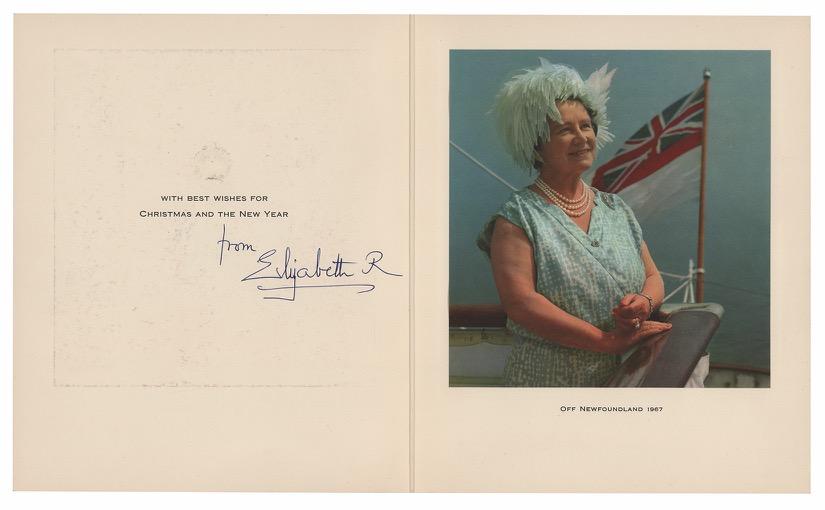 WITH BEST WISHES FOR
CHRISTMAS AND THE NEW YEAR
from
Elizabeth R
OFF NEWFOUNDLAND 1967